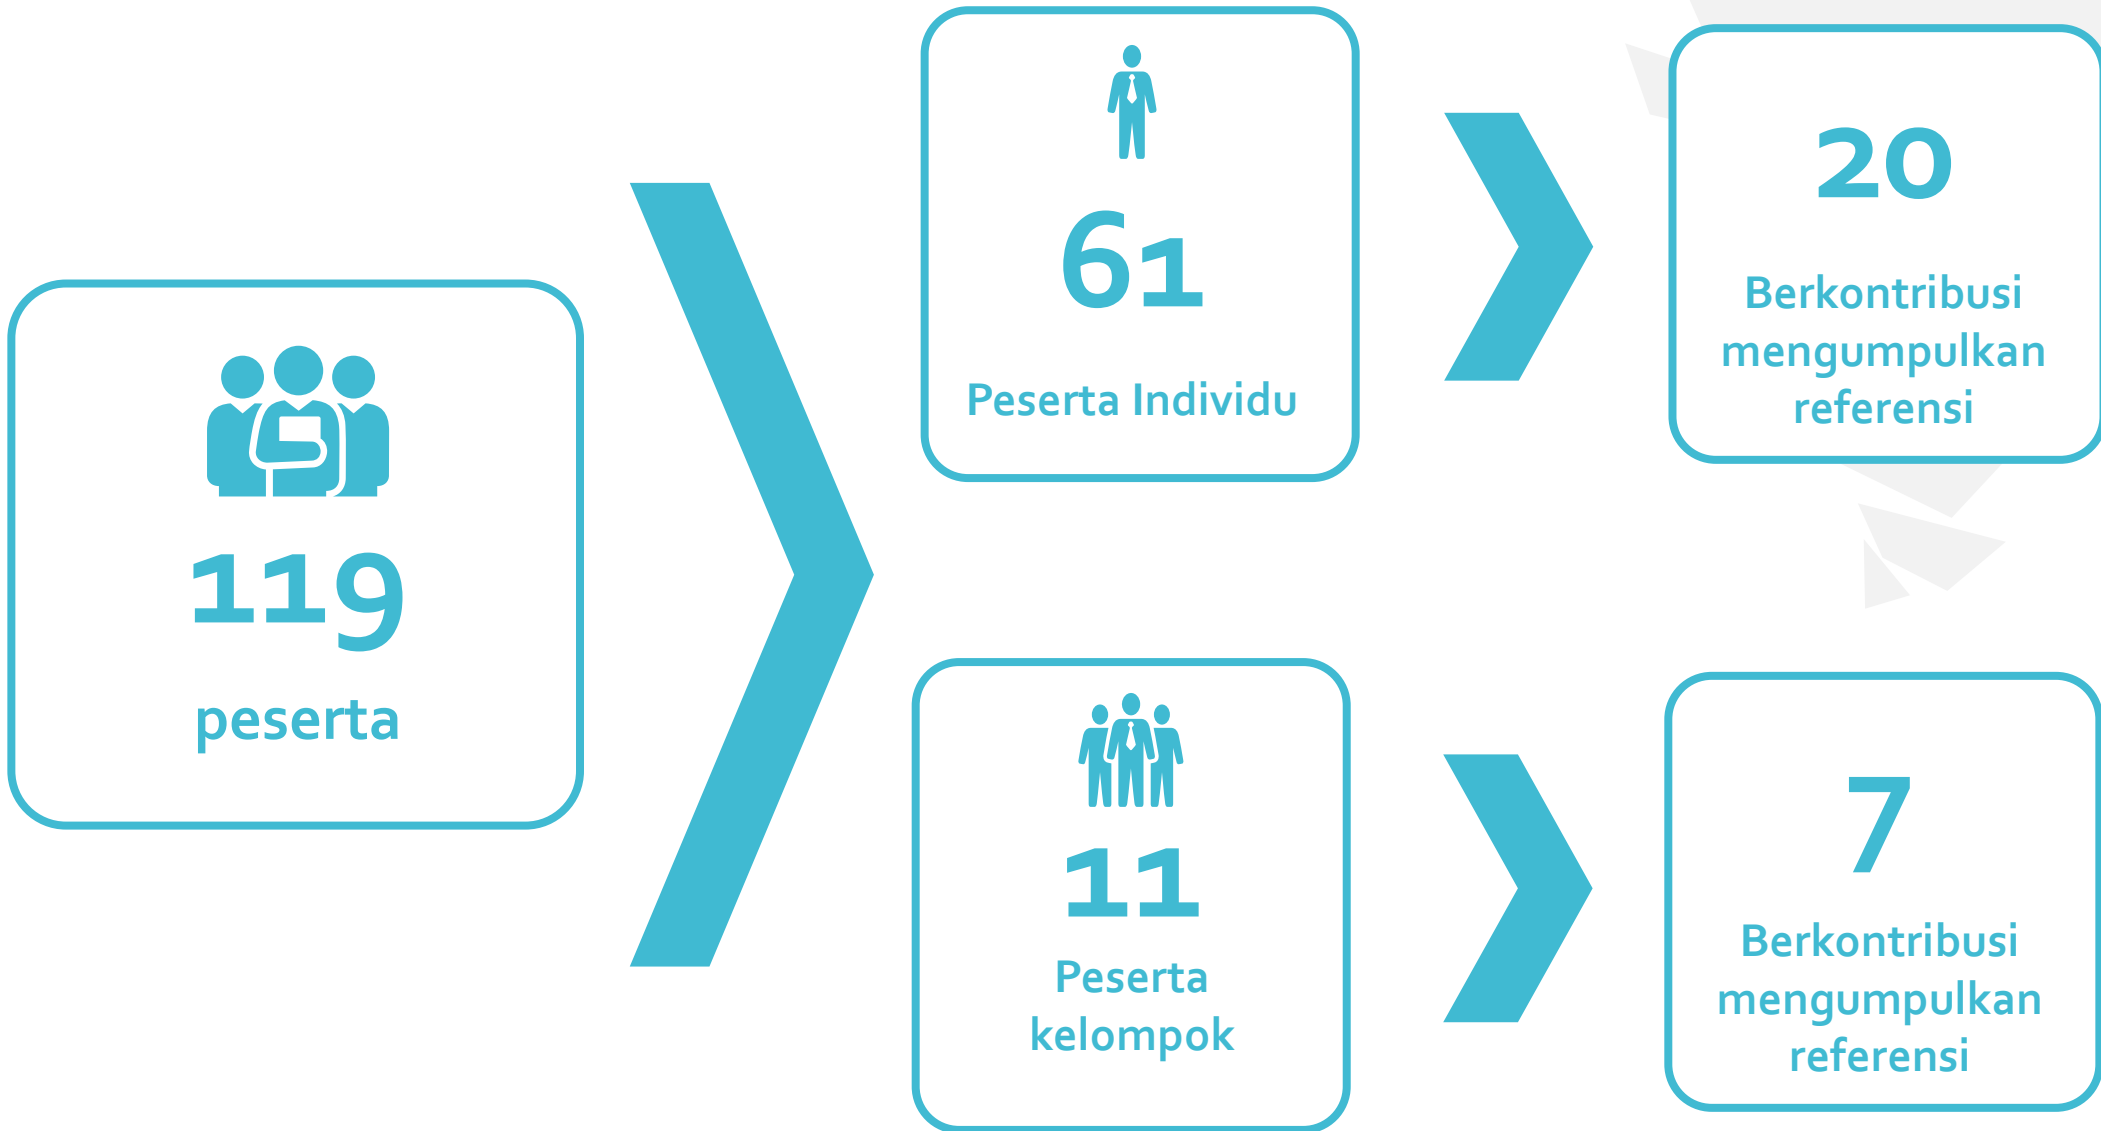 119
peserta
61
Peserta Individu
20
Berkontribusi
mengumpulkan
referensi
11
Peserta
kelompok
7
Berkontribusi
mengumpulkan
referensi